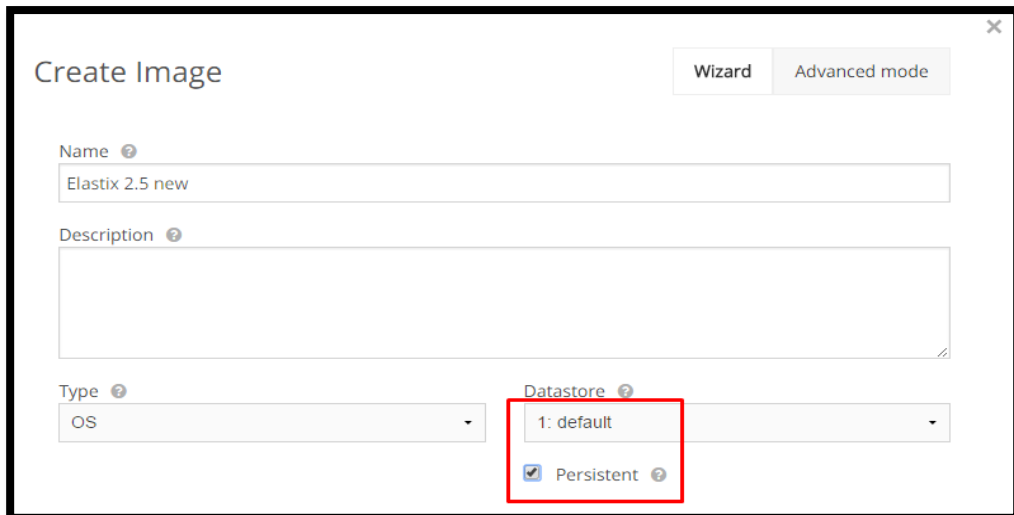 Create Image
Wizard
Advanced mode
Name
Elastix 2.5 new
Description
Type
Datastore
OS
1: default
Persistent